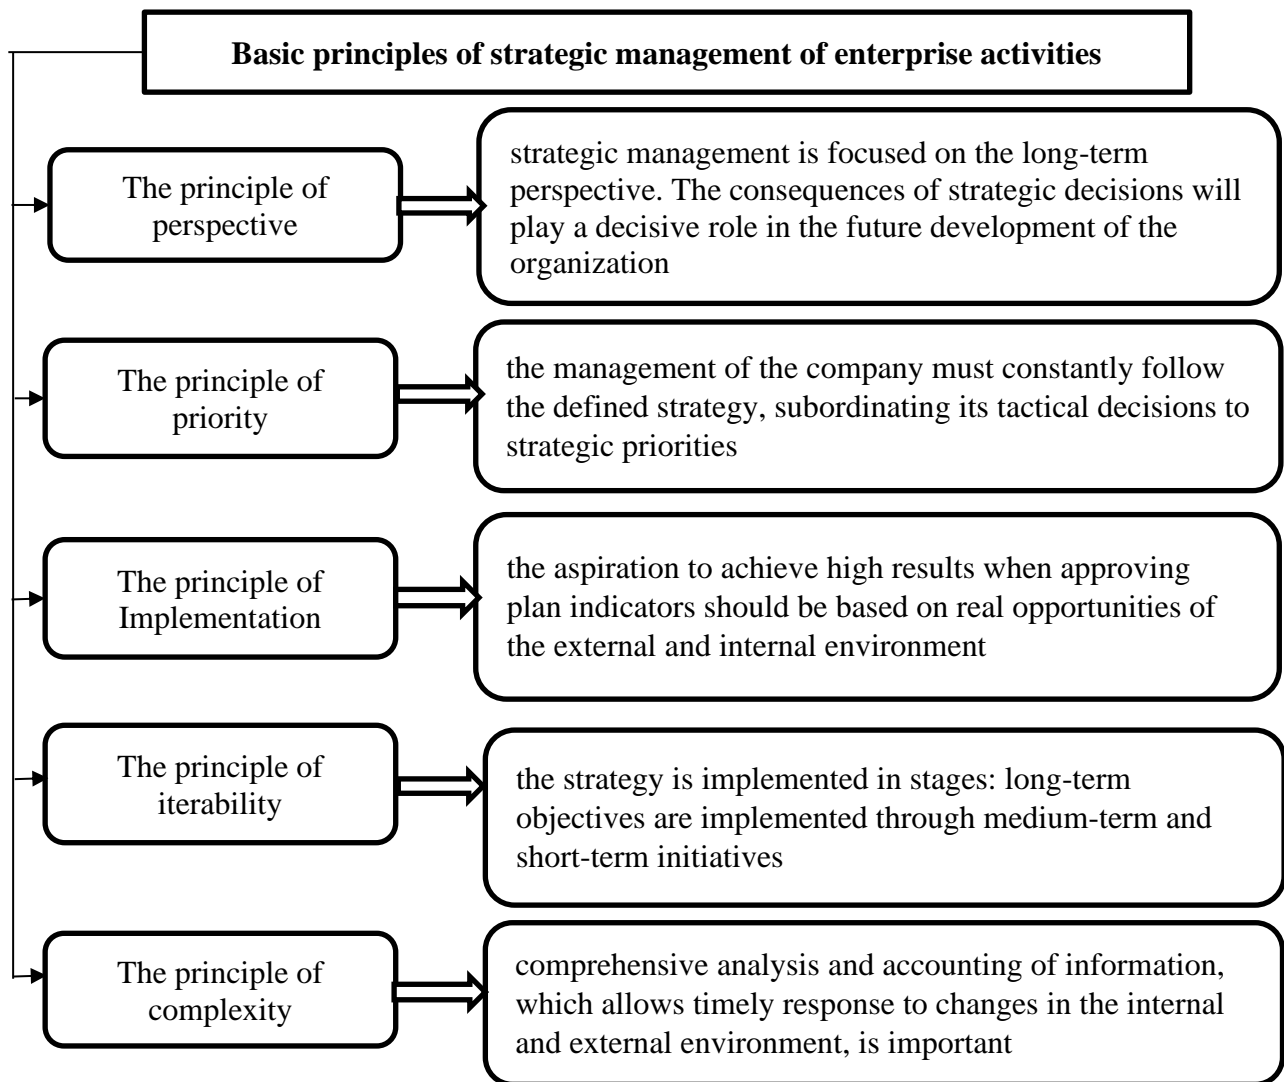 Basic principles of strategic management of enterprise activities
The principle of
perspective
strategic management is focused on the long-term
perspective. The consequences of strategic decisions will
play a decisive role in the future development of the
organization
The principle of
priority
the management of the company must constantly follow
the defined strategy, subordinating its tactical decisions to
strategic priorities
The principle of
Implementation
the aspiration to achieve high results when approving
plan indicators should be based on real opportunities of
the external and internal environment
The principle of
iterability
the strategy is implemented in stages: long-term
objectives are implemented through medium-term and
short-term initiatives
The principle of
complexity
comprehensive analysis and accounting of information,
which allows timely response to changes in the internal
and external environment, is important